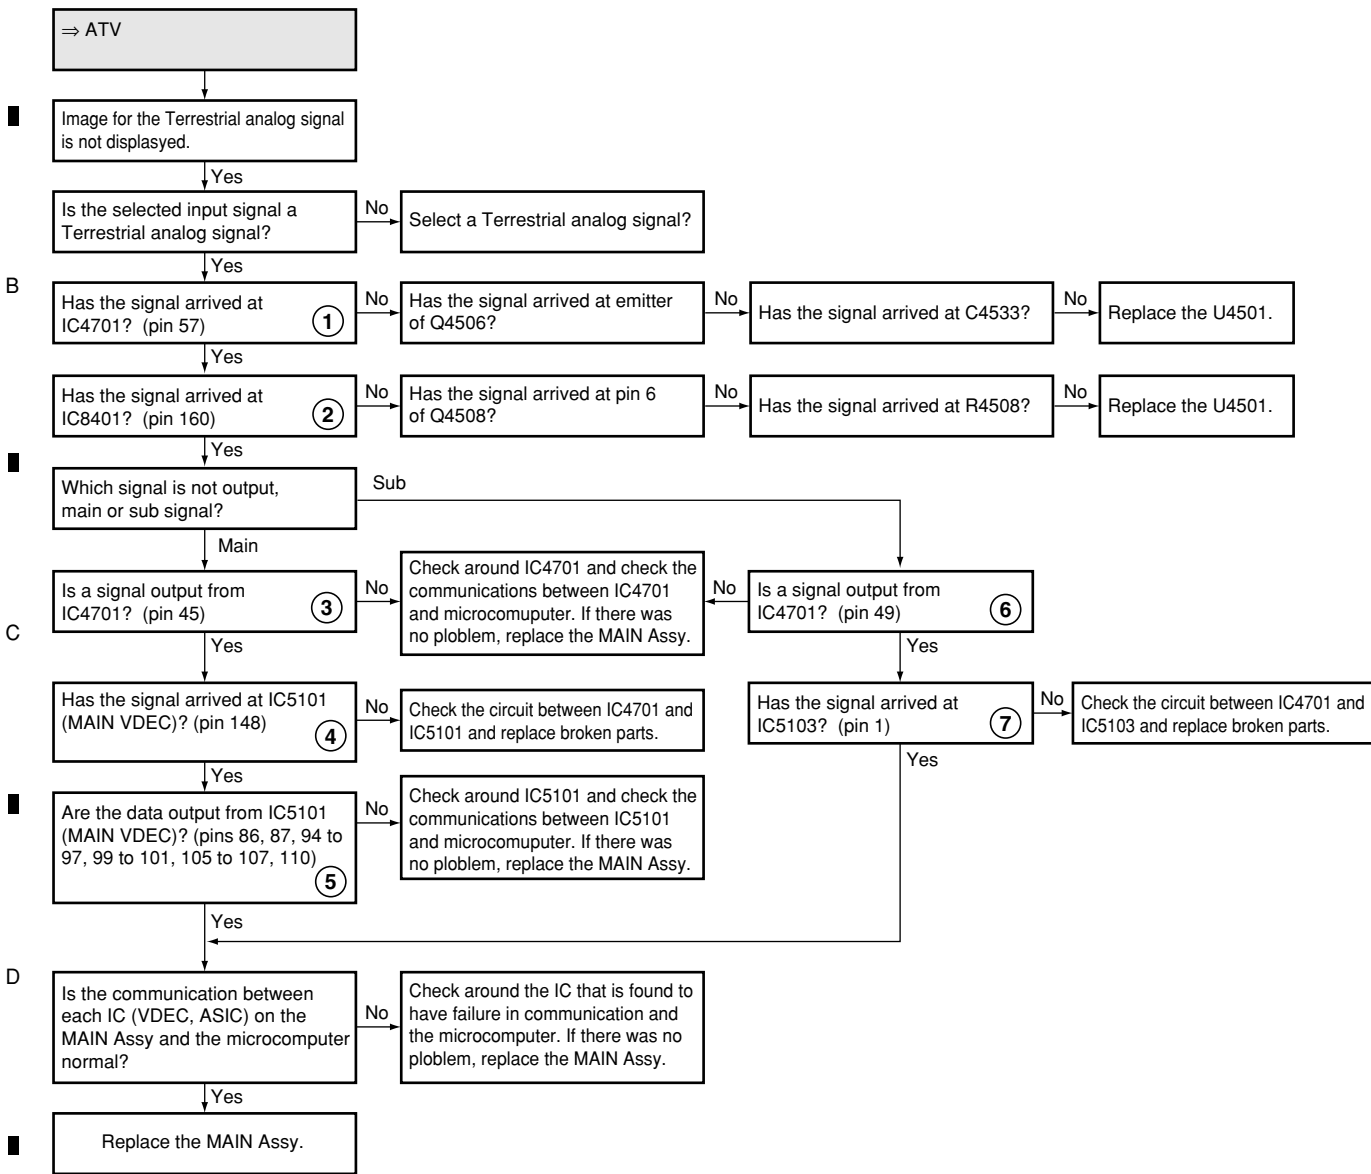 ⇒ ATV
Image for the Terrestrial analog signal
is not displasyed.
Yes
Is the selected input signal a
Terrestrial analog signal?
No
Select a Terrestrial analog signal?
Yes
B
Has the signal arrived at
IC4701? (pin 57)
1
No
Has the signal arrived at emitter
of Q4506?
No
Has the signal arrived at C4533?
No
Replace the U4501.
Yes
Has the signal arrived at
IC8401? (pin 160)
2
No
Has the signal arrived at pin 6
of Q4508?
No
Has the signal arrived at R4508?
No
Replace the U4501.
Yes
Which signal is not output,
main or sub signal?
Sub
Main
Is a signal output from
IC4701? (pin 45)
3
No
Check around IC4701 and check the
communications between IC4701
and microcomuputer. If there was
no ploblem, replace the MAIN Assy.
No
Is a signal output from
IC4701? (pin 49)
6
C
Yes
Yes
Has the signal arrived at IC5101
(MAIN VDEC)? (pin 148)
4
No
Check the circuit between IC4701 and
IC5101 and replace broken parts.
Has the signal arrived at
IC5103? (pin 1)
7
No
Check the circuit between IC4701 and
IC5103 and replace broken parts.
Yes
Yes
Are the data output from IC5101
(MAIN VDEC)? (pins 86, 87, 94 to
97, 99 to 101, 105 to 107, 110)
5
No
Check around IC5101 and check the
communications between IC5101
and microcomuputer. If there was
no ploblem, replace the MAIN Assy.
Yes
D
Is the communication between
each IC (VDEC, ASIC) on the
MAIN Assy and the microcomputer
normal?
No
Check around the IC that is found to
have failure in communication and
the microcomputer. If there was no
ploblem, replace the MAIN Assy.
Yes
Replace the MAIN Assy.